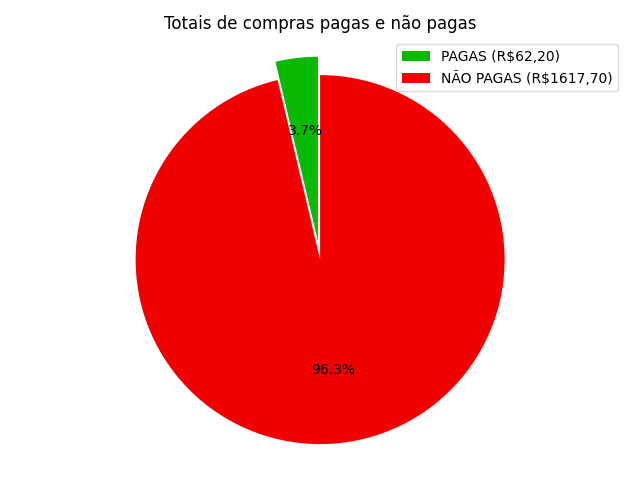 Totais de compras pagas e não pagas
PAGAS (R$62,20)
NÃO PAGAS (R$1617,70)
3.7%
96.3%